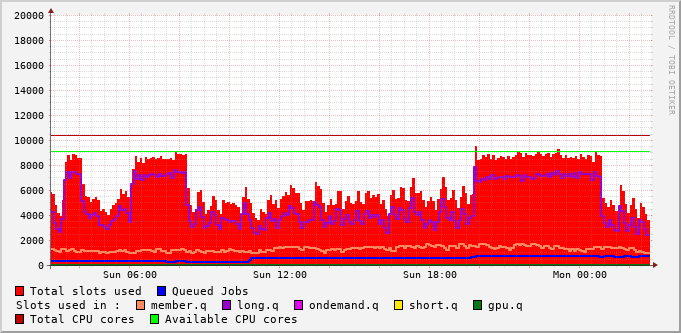 20000
18000
16000
14000
12000
10000
8000
6000
4000
2000
0
Sun 06:00 Sun 12:00 Sun 18:00 Mon 00:00
RRDTOOL / TOBI OETIKER
Total slots used Queued Jobs
Slots used in : member.q long.q ondemand.q short.q gpu.q
Total CPU cores Available CPU cores